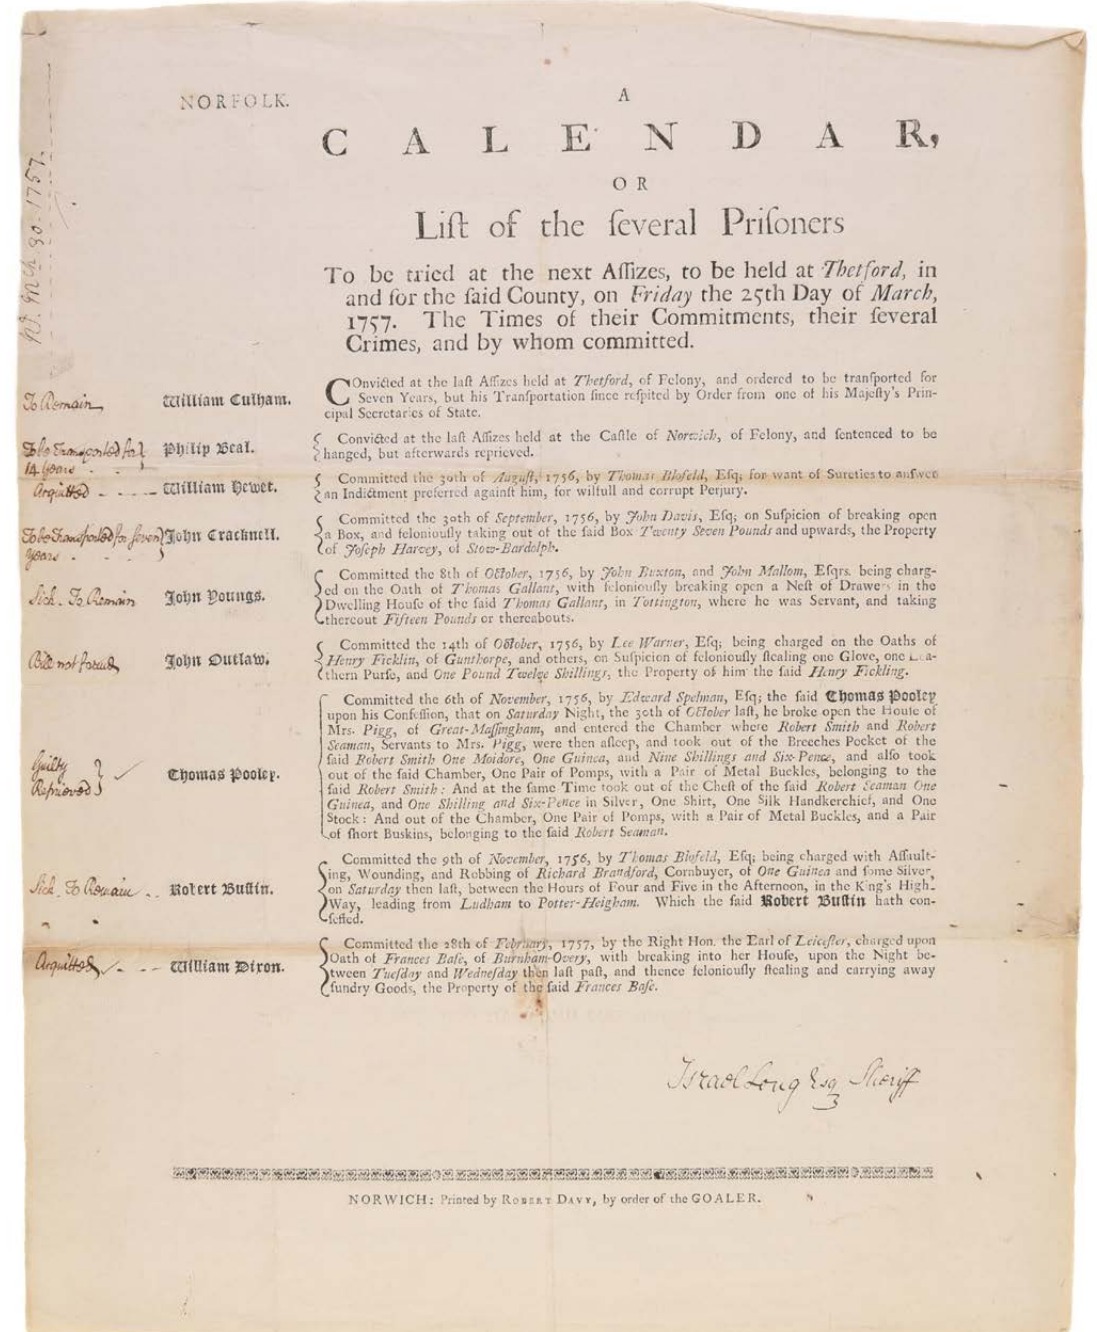 NORFOLK.
A
CALENDAR,
OR
Liſt of the ſeveral Priſoners
To be tried at the next Aſſizes, to be held at Thetford, in
and for the ſaid County, on Friday the 25th Day of March,
1757. The Times of their Commitments, their ſeveral
Crimes, and by whom committed.
Mch 30. 1757.
To Remain
William Culham.
COnvicted at the laſt Aſſizes held at Thetford, of Felony, and ordered to be tranſported for
Seven Years, but his Tranſportation ſince reſpited by Order from one of his Majeſty's Prin-
cipal Secretaries of State.
To be Transported for
14 years
Philip Beal.
Convicted at the laſt Aſſizes held at the Caſtle of Norwich, of Felony, and ſentenced to be
hanged, but afterwards reprieved.
Acquitted
William Hewet.
Committed the 30th of Auguſt, 1756, by Thomas Blofeld, Eſq; for want of Sureties to anſwer
an Indictment preferred againſt him, for wilfull and corrupt Perjury.
To be Transported for seven
years
John Cracknell.
Committed the 30th of September, 1756, by John Davis, Eſq; on Suſpicion of breaking open
a Box, and feloniouſly taking out of the ſaid Box Twenty Seven Pounds and upwards, the Property
of Joſeph Harvey, of Stow-Bardolph.
Sick. To Remain
John Youngs.
Committed the 8th of October, 1756, by John Buxton, and John Mallom, Eſqrs. being charg-
ed on the Oath of Thomas Gallant, with feloniouſly breaking open a Neſt of Drawers in the
Dwelling Houſe of the ſaid Thomas Gallant, in Tottington, where he was Servant, and taking
thereout Fifteen Pounds or thereabouts.
Bill not found
John Outlaw.
Committed the 14th of October, 1756, by Lee Warner, Eſq; being charged on the Oaths of
Henry Ficklin, of Gunthorpe, and others, on Suſpicion of feloniouſly ſtealing one Glove, one Lea-
thern Purſe, and One Pound Twelve Shillings, the Property of him the ſaid Henry Fickling.
Guilty
Reprieved
Thomas Pooley.
Committed the 6th of November, 1756, by Edward Spelman, Eſq; the ſaid Thomas Pooley
upon his Confeſſion, that on Saturday Night, the 30th of October laſt, he broke open the Houſe of
Mrs. Pigg, of Great-Maſſingham, and entered the Chamber where Robert Smith and Robert
Seaman, Servants to Mrs. Pigg, were then aſleep, and took out of the Breeches Pocket of the
ſaid Robert Smith One Moidore, One Guinea, and Nine Shillings and Six-Pence, and alſo took
out of the ſaid Chamber, One Pair of Pomps, with a Pair of Metal Buckles, belonging to the
ſaid Robert Smith: And at the ſame Time took out of the Cheſt of the ſaid Robert Seaman One
Guinea, and One Shilling and Six-Pence in Silver, One Shirt, One Silk Handkerchief, and One
Stock: And out of the Chamber, One Pair of Pomps, with a Pair of Metal Buckles, and a Pair
of ſhort Buskins, belonging to the ſaid Robert Seaman.
Sick. To Remain
Robert Buſtin.
Committed the 9th of November, 1756, by Thomas Blofeld, Eſq; being charged with Aſſault-
ing, Wounding, and Robbing of Richard Brandford, Cornbuyer, of One Guinea and ſome Silver,
on Saturday then laſt, between the Hours of Four and Five in the Afternoon, in the King's High-
Way, leading from Ludham to Potter-Heigham. Which the ſaid Robert Buſtin hath con-
feſſed.
Acquitted
William Dixon.
Committed the 28th of February, 1757, by the Right Hon. the Earl of Leiceſter, charged upon
Oath of Frances Baſe, of Burnham-Overy, with breaking into her Houſe, upon the Night be-
tween Tueſday and Wedneſday then laſt paſt, and thence feloniouſly ſtealing and carrying away
ſundry Goods, the Property of the ſaid Frances Baſe.
Israel Long Esq Sheriff
NORWICH: Printed by ROBERT DAVY, by order of the GOALER.